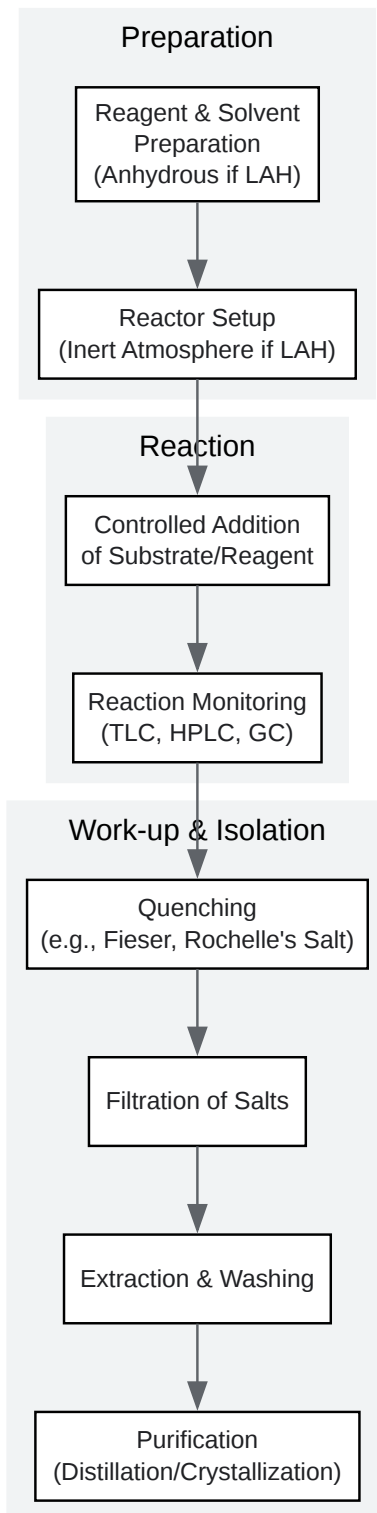 Preparation
Reagent & Solvent
Preparation
(Anhydrous if LAH)
Reactor Setup
(Inert Atmosphere if LAH)
Reaction
Controlled Addition
of Substrate/Reagent
Reaction Monitoring
(TLC, HPLC, GC)
Work-up & Isolation
Quenching
(e.g., Fieser, Rochelle's Salt)
Filtration of Salts
Extraction & Washing
Purification
(Distillation/Crystallization)